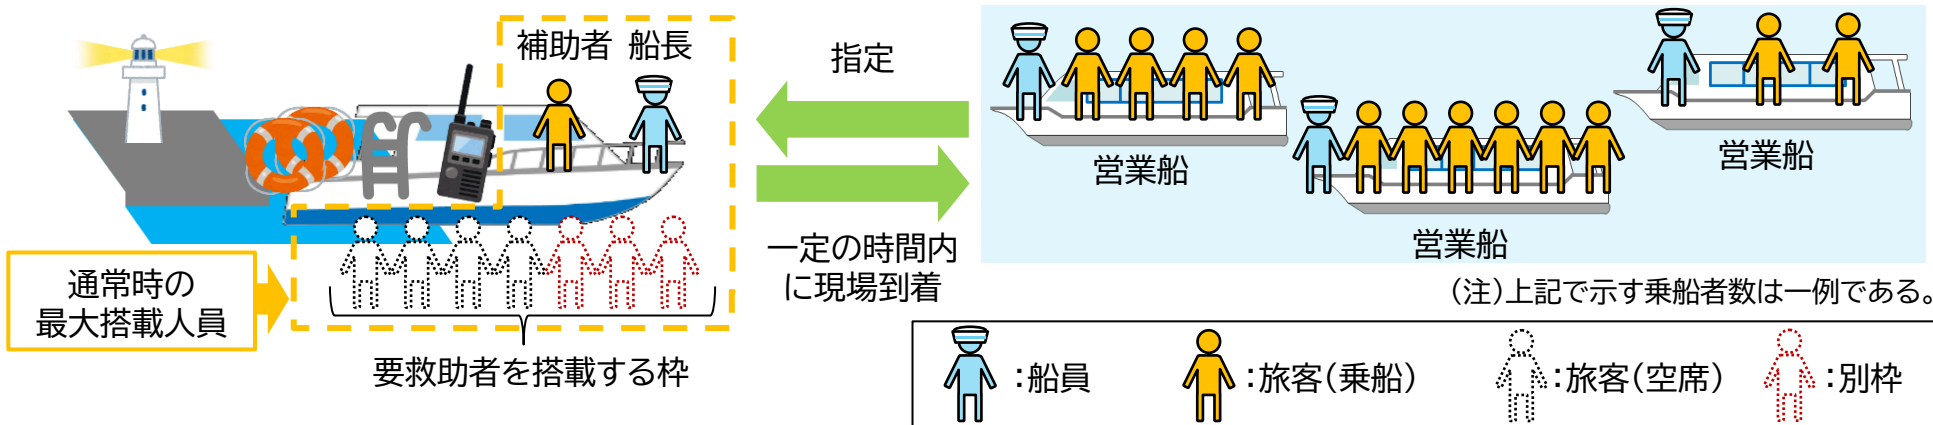 補助者 船長
指定
一定の時間内
に現場到着
通常時の
最大搭載人員
要救助者を搭載する枠
営業船
営業船
営業船
(注)上記で示す乗船者数は一例である。
:船員
:旅客(乗船)
:旅客(空席)
:別枠